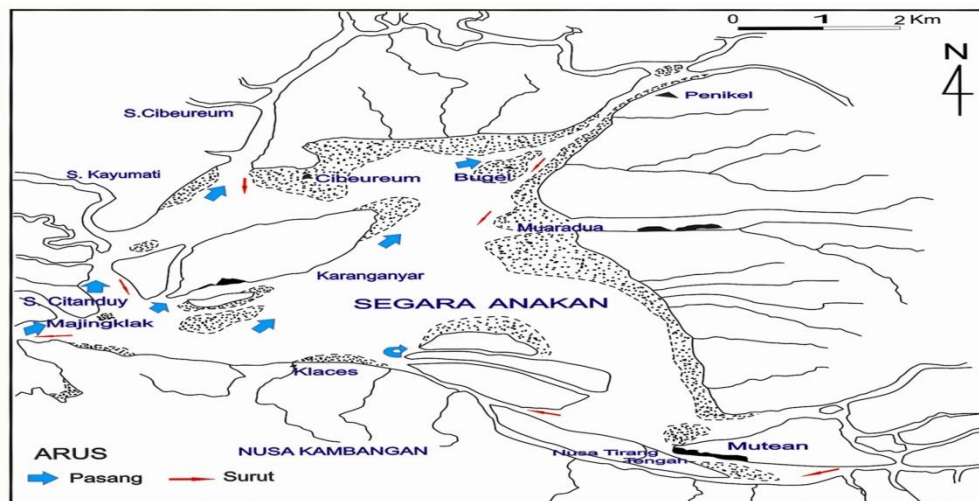 0 1 2 Km
N
Penikel
S.Cibeureum
S. Kayumati
Cibeureum
Bugel
Muaradua
Karanganyar
S. Citanduy
SEGARA ANAKAN
Majingklak
Klaces
NUSA KAMBANGAN
Nusa Tirang
Tengah
Mutean
ARUS
Pasang
Surut